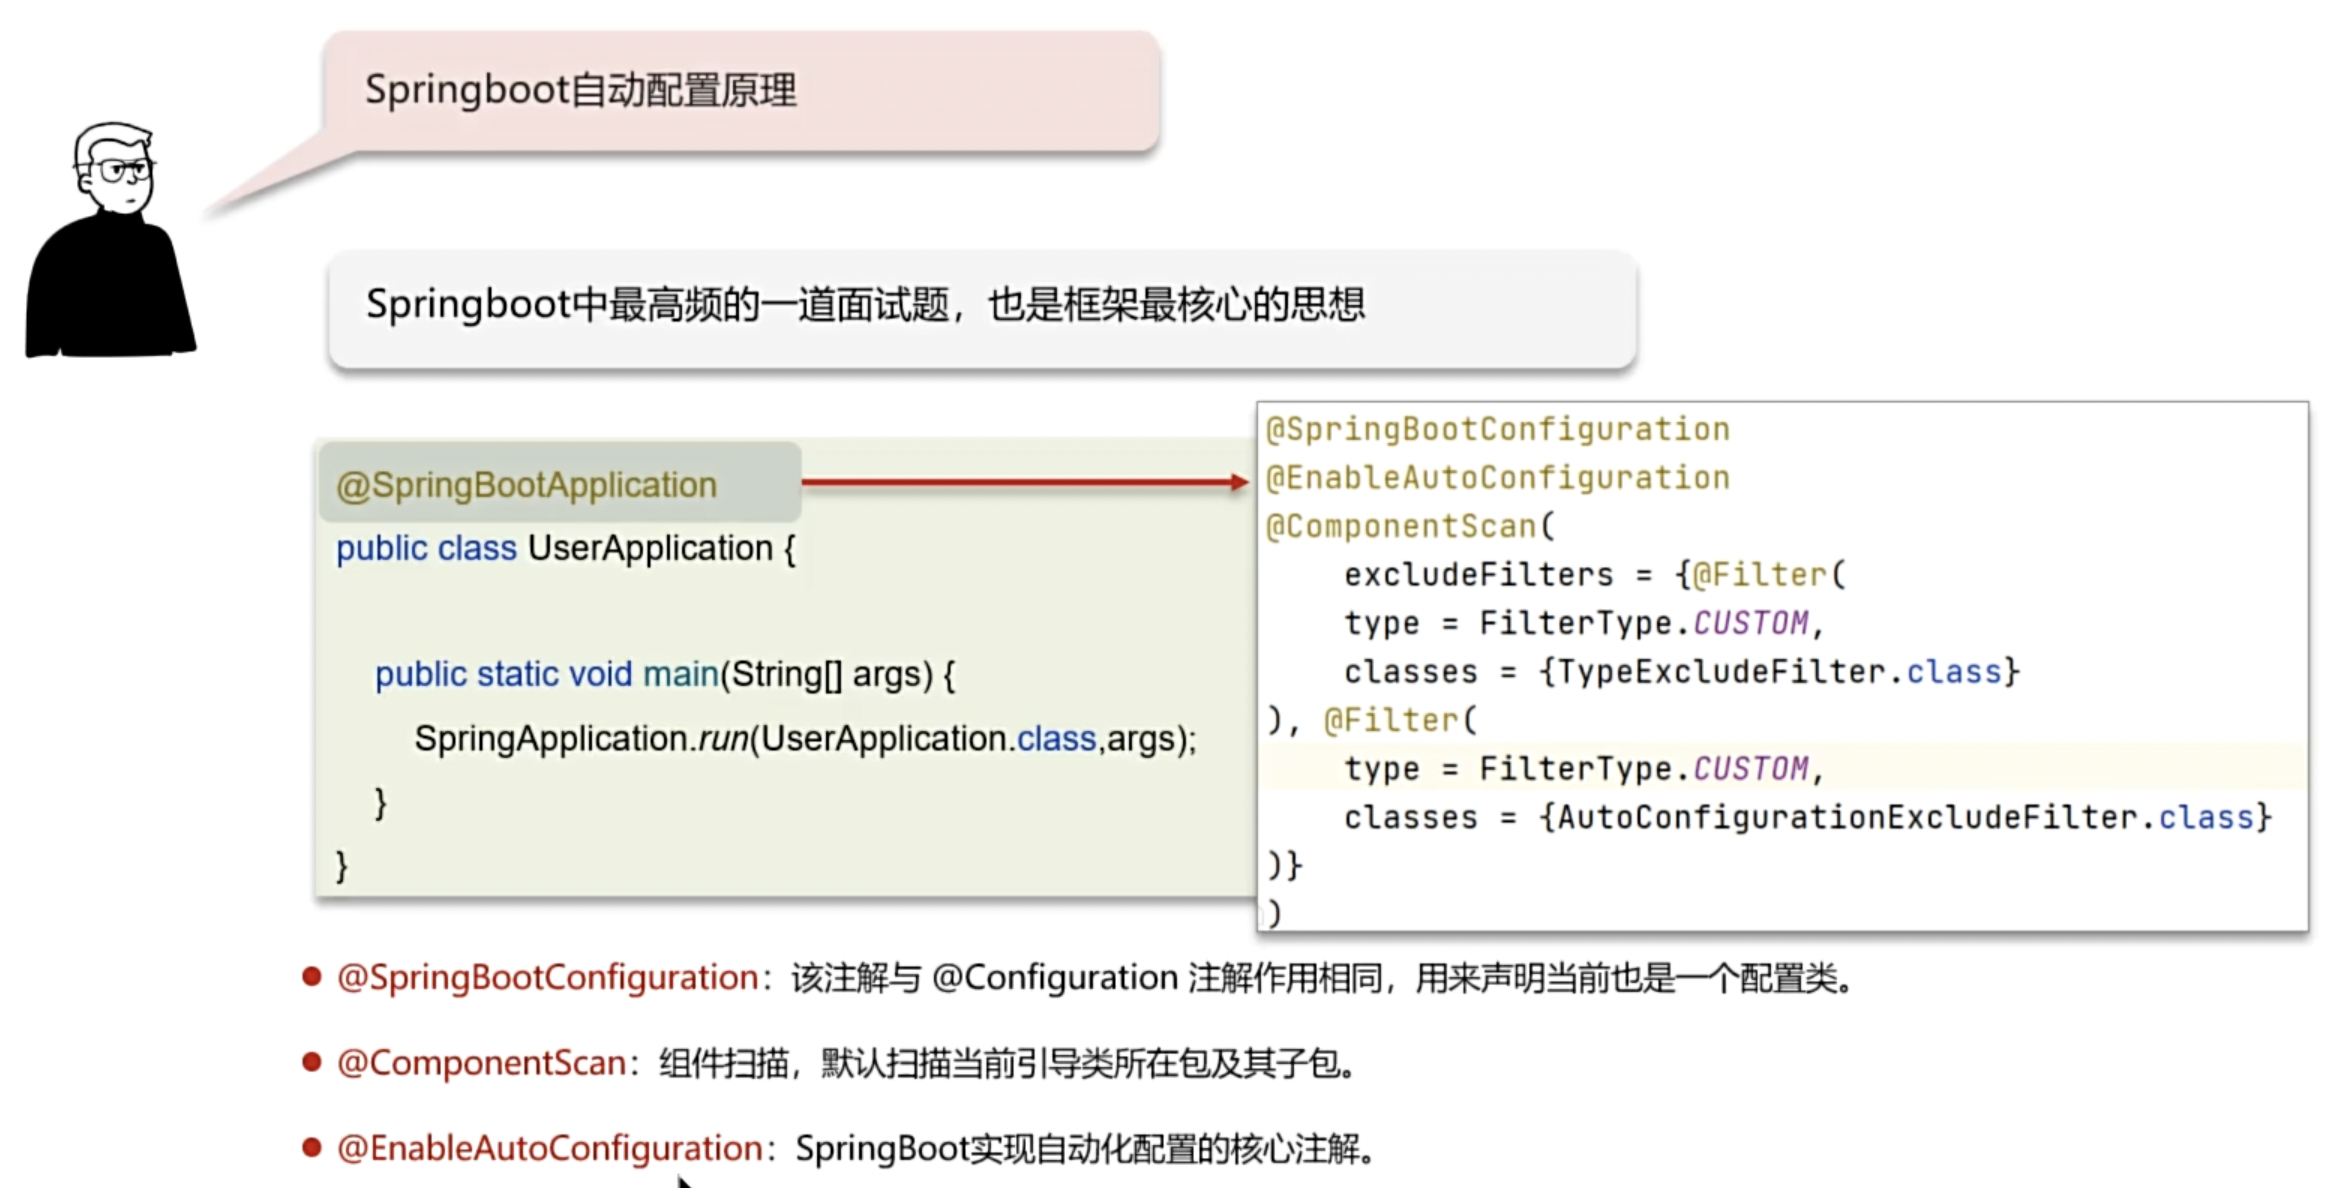 Springboot自动配置原理
Springboot中最高频的一道面试题，也是框架最核心的思想
@SpringBootApplication
public class UserApplication {
public static void main(String[] args) {
SpringApplication.run(UserApplication.class,args);
}
}
@SpringBootConfiguration
@EnableAutoConfiguration
@ComponentScan(
excludeFilters = {@Filter(
type = FilterType.CUSTOM,
classes = {TypeExcludeFilter.class}
), @Filter(
type = FilterType.CUSTOM,
classes = {AutoConfigurationExcludeFilter.class}
)}
)
● @SpringBootConfiguration：该注解与 @Configuration 注解作用相同，用来声明当前也是一个配置类。
● @ComponentScan：组件扫描，默认扫描当前引导类所在包及其子包。
● @EnableAutoConfiguration：SpringBoot实现自动化配置的核心注解。